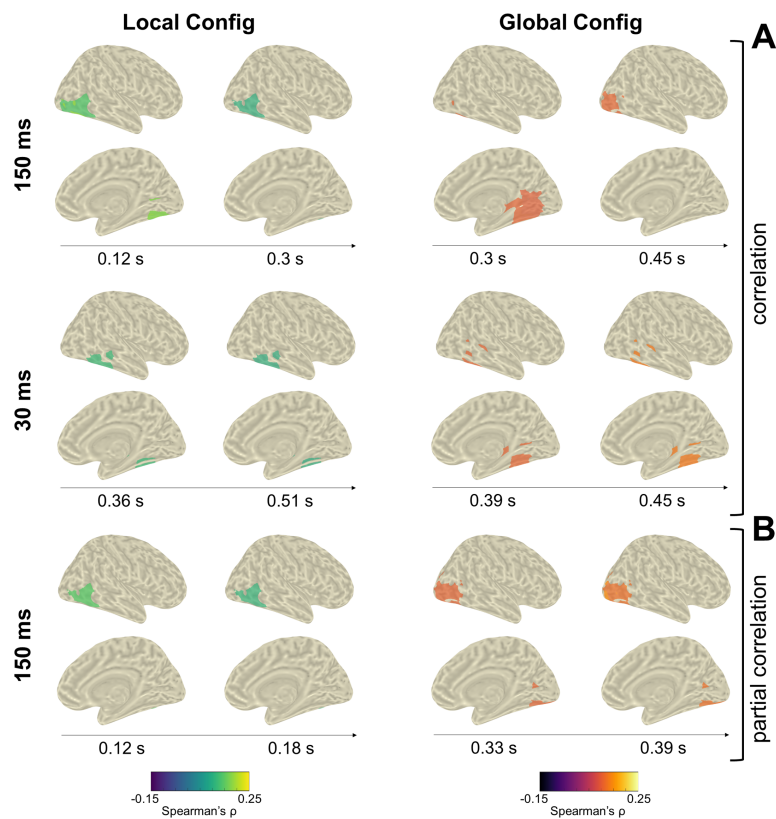 Local Config
Global Config
A
150 ms
0.12 s
0.3 s
0.3 s
0.45 s
correlation
30 ms
0.36 s
0.51 s
0.39 s
0.45 s
B
150 ms
0.12 s
0.18 s
0.33 s
0.39 s
partial correlation
-0.15
0.25
Spearman's ρ
-0.15
0.25
Spearman's ρ